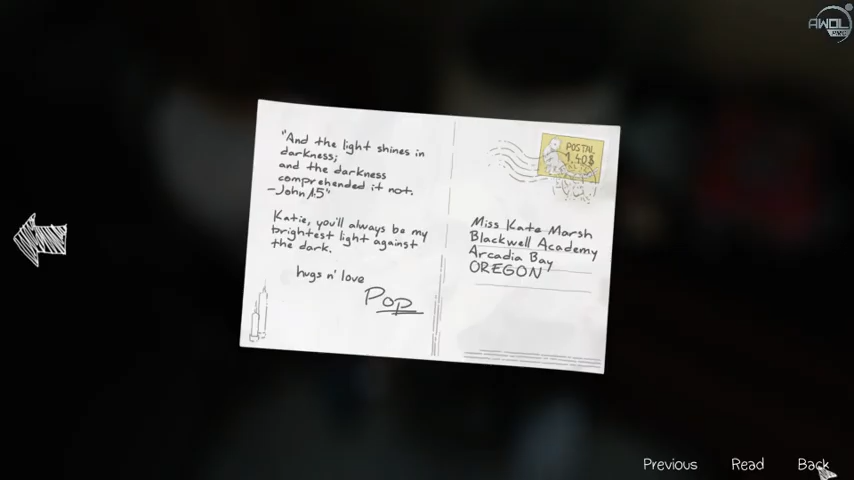 AWOL
"And the light shines in
darkness;
and the darkness
comprehended it not.
-John 1:5"
Katie, you'll always be my
brightest light against
the dark.
hugs n' love
Pop
POSTAL
1,40$
Miss Kate Marsh
Blackwell Academy
Arcadia Bay
OREGON
Previous
Read
Back